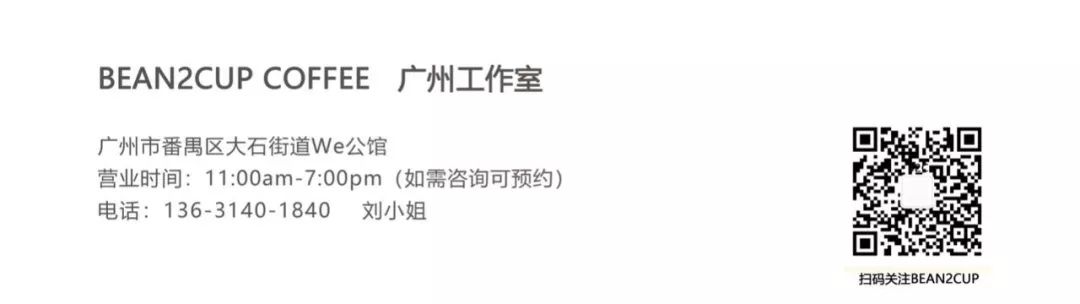 BEAN2CUP COFFEE 广州工作室
广州市番禺区大石街道We公馆
营业时间：11:00am-7:00pm（如需咨询可预约）
电话：136-3140-1840 刘小姐
扫码关注BEAN2CUP